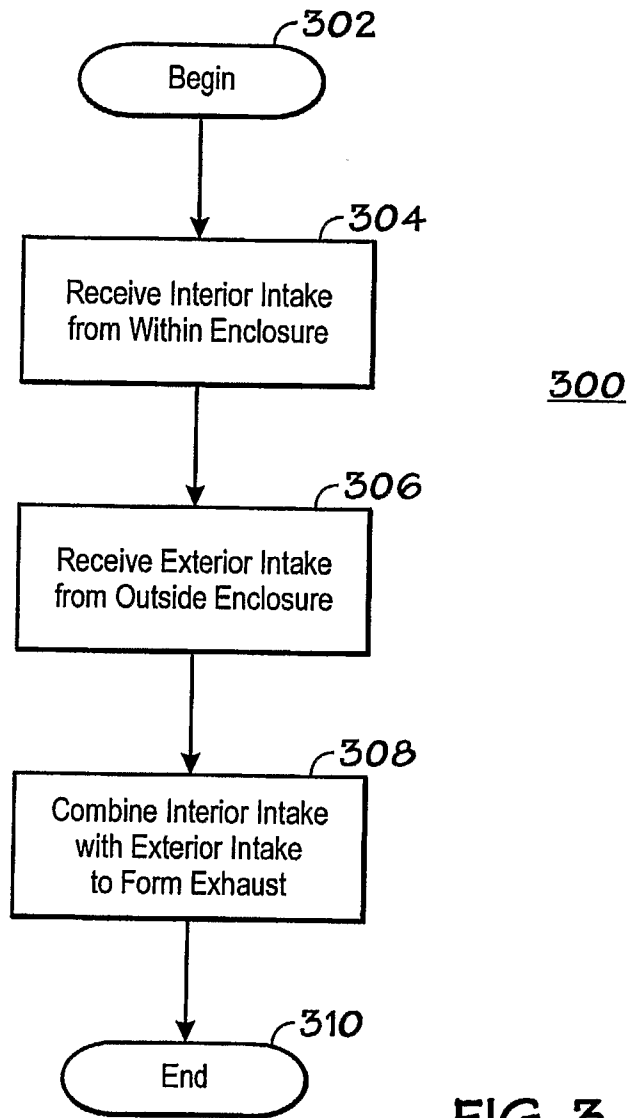 302
Begin
304
Receive Interior Intake
from Within Enclosure
300
306
Receive Exterior Intake
from Outside Enclosure
308
Combine Interior Intake
with Exterior Intake
to Form Exhaust
310
End
FIG. 3